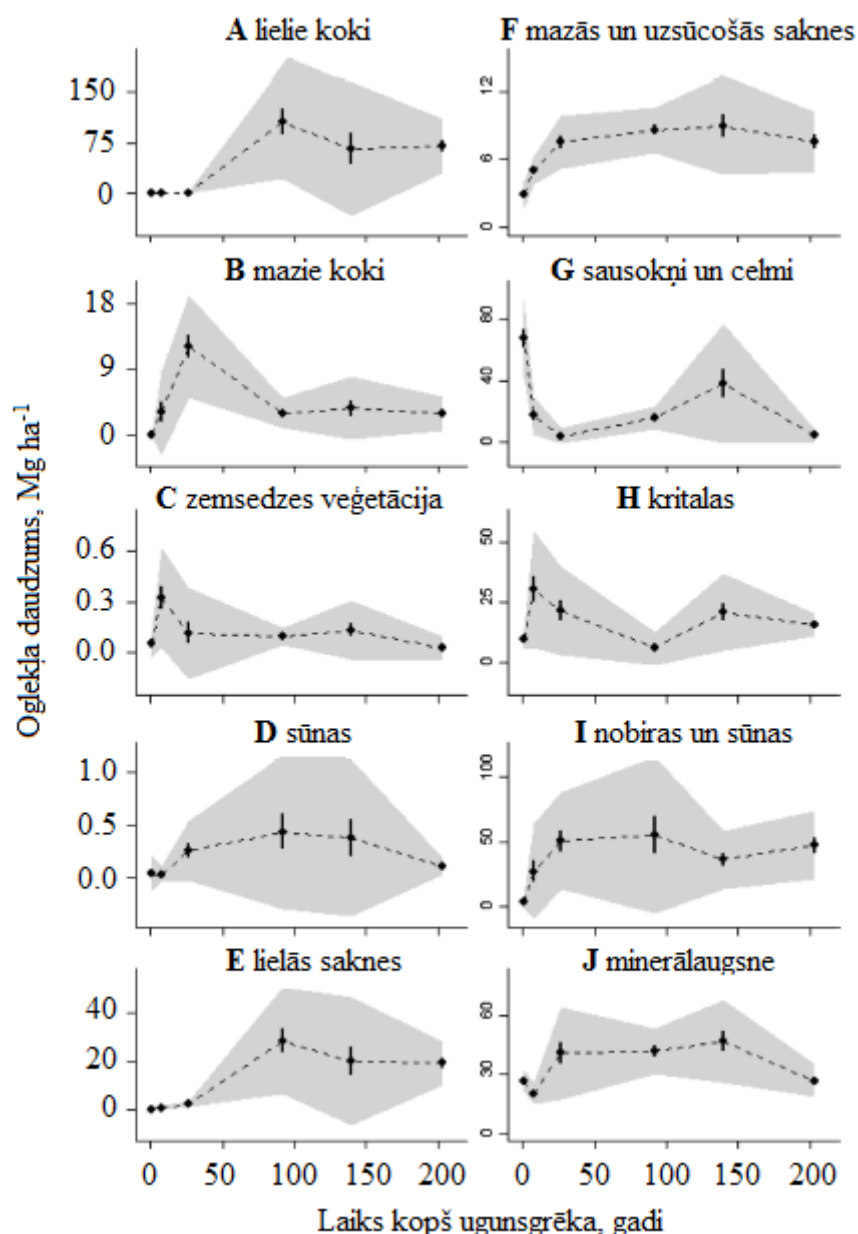 A lielie koki
150
75
0
F mazās un uzsūcošās saknes
12
6
0
B mazie koki
18
9
0
G sausokņi un celmi
80
40
0
C zemsedzes veģetācija
0.6
0.3
0.0
H kritalas
50
25
0
D sūnas
1.0
0.5
0.0
I nobiras un sūnas
100
50
0
E lielās saknes
40
20
0
J minerālaugsne
60
30
0
Oglekļa daudzums, Mg ha⁻¹
0 50 100 150 200
0 50 100 150 200
Laiks kopš ugunsgrēka, gadi